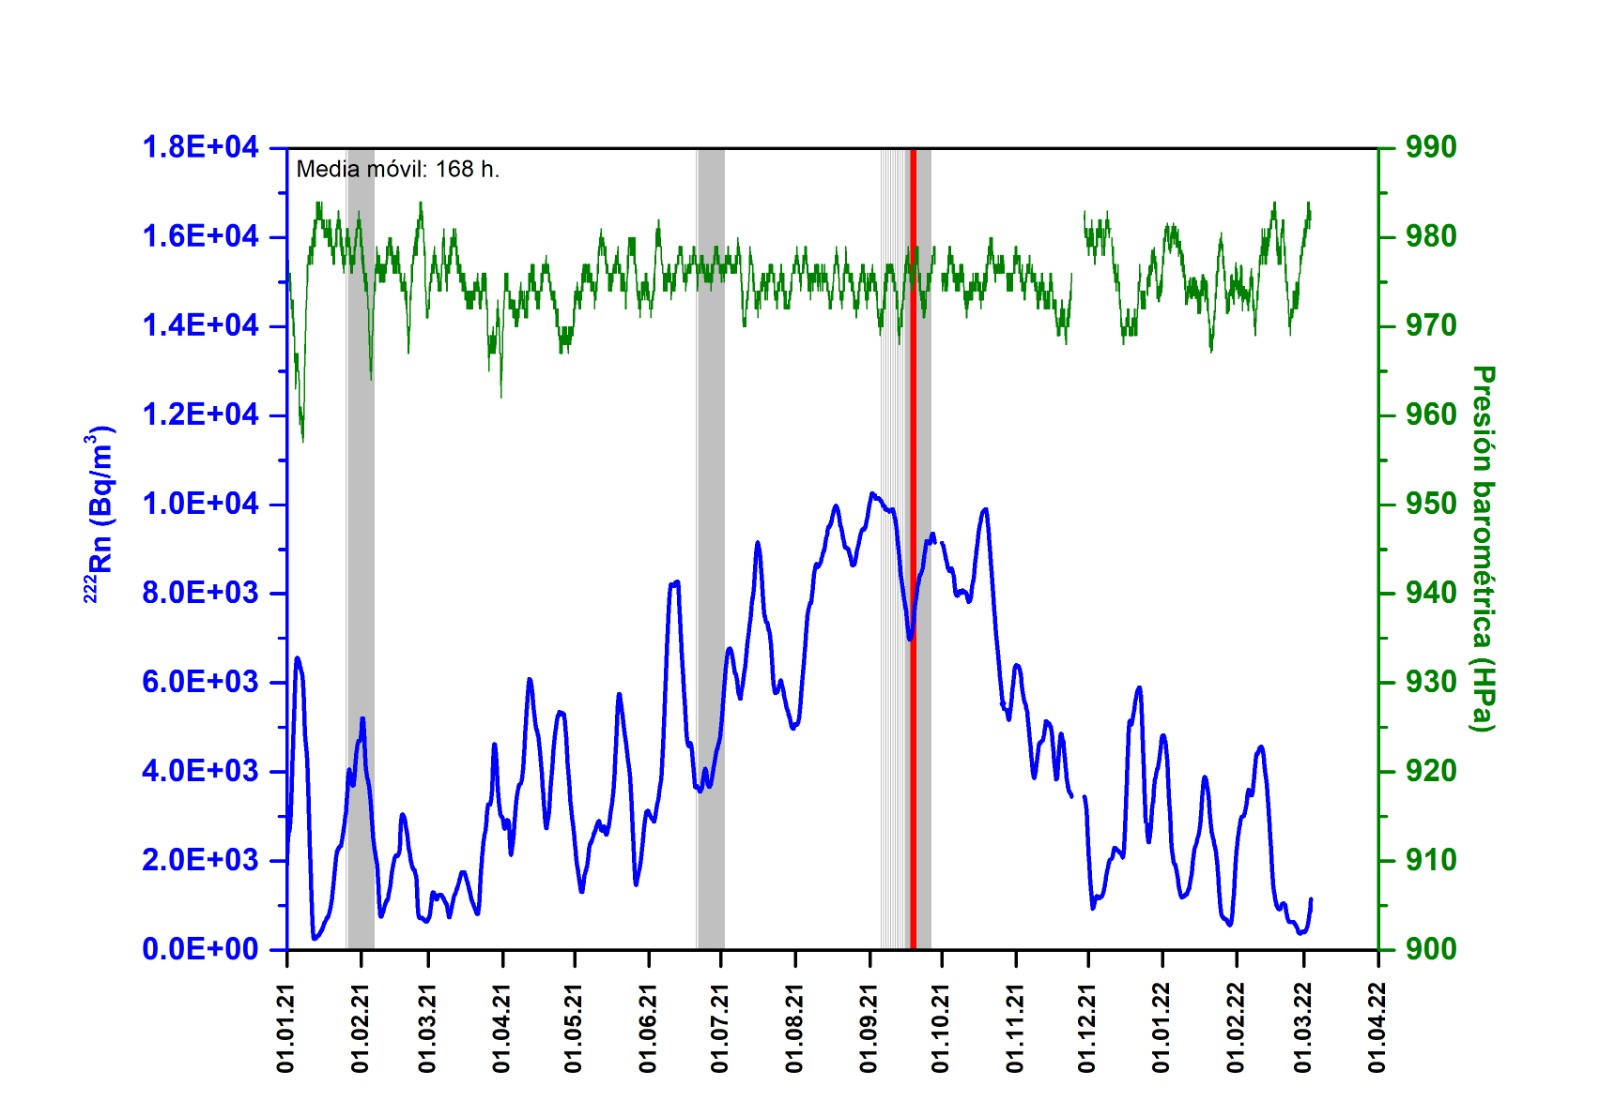 Media móvil: 168 h.
1.8E+04
1.6E+04
1.4E+04
1.2E+04
1.0E+04
8.0E+03
6.0E+03
4.0E+03
2.0E+03
0.0E+00
²²²Rn (Bq/m³)
990
980
970
960
950
940
930
920
910
900
Presión barométrica (HPa)
01.01.21
01.02.21
01.03.21
01.04.21
01.05.21
01.06.21
01.07.21
01.08.21
01.09.21
01.10.21
01.11.21
01.12.21
01.01.22
01.02.22
01.03.22
01.04.22